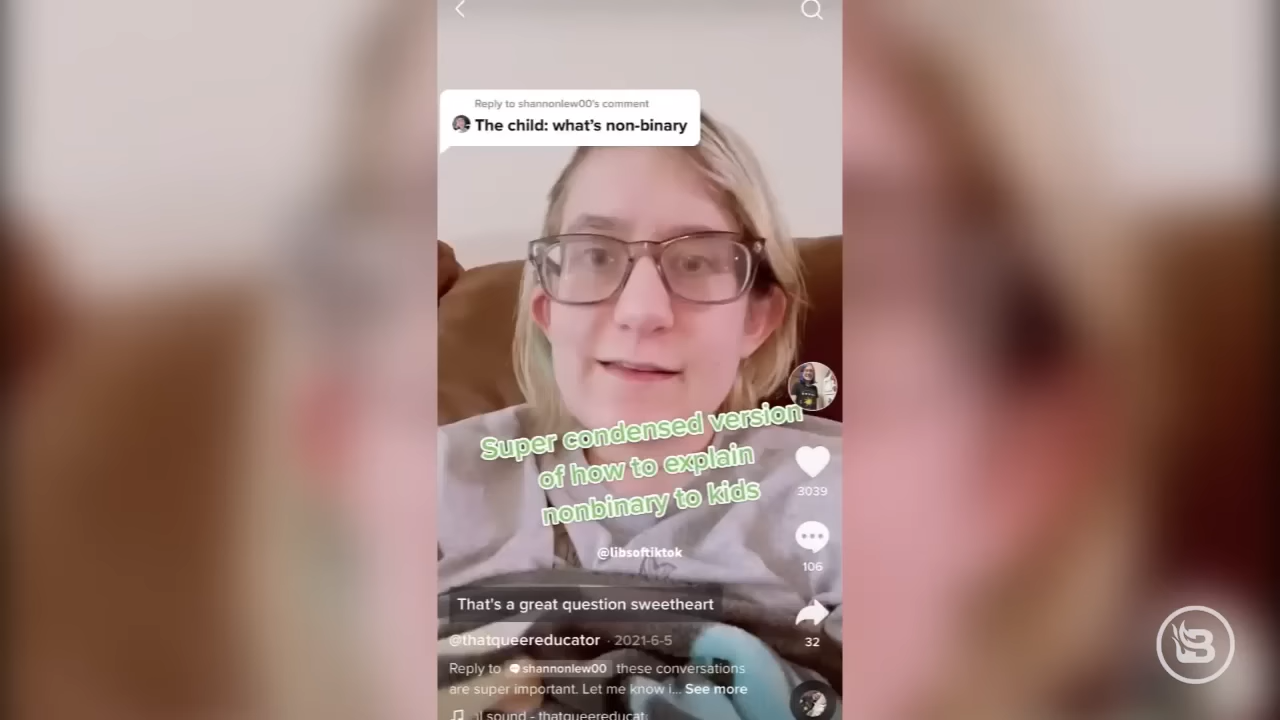 Reply to shannonlew00's comment
The child: what's non-binary
Super condensed version
of how to explain
nonbinary to kids
3039
@libsoftiktok
106
That's a great question sweetheart
32
@thatqueereducator · 2021-6-5
Reply to shannonlew00 these conversations
are super important. Let me know i... See more
sound - thatqueereducat
B